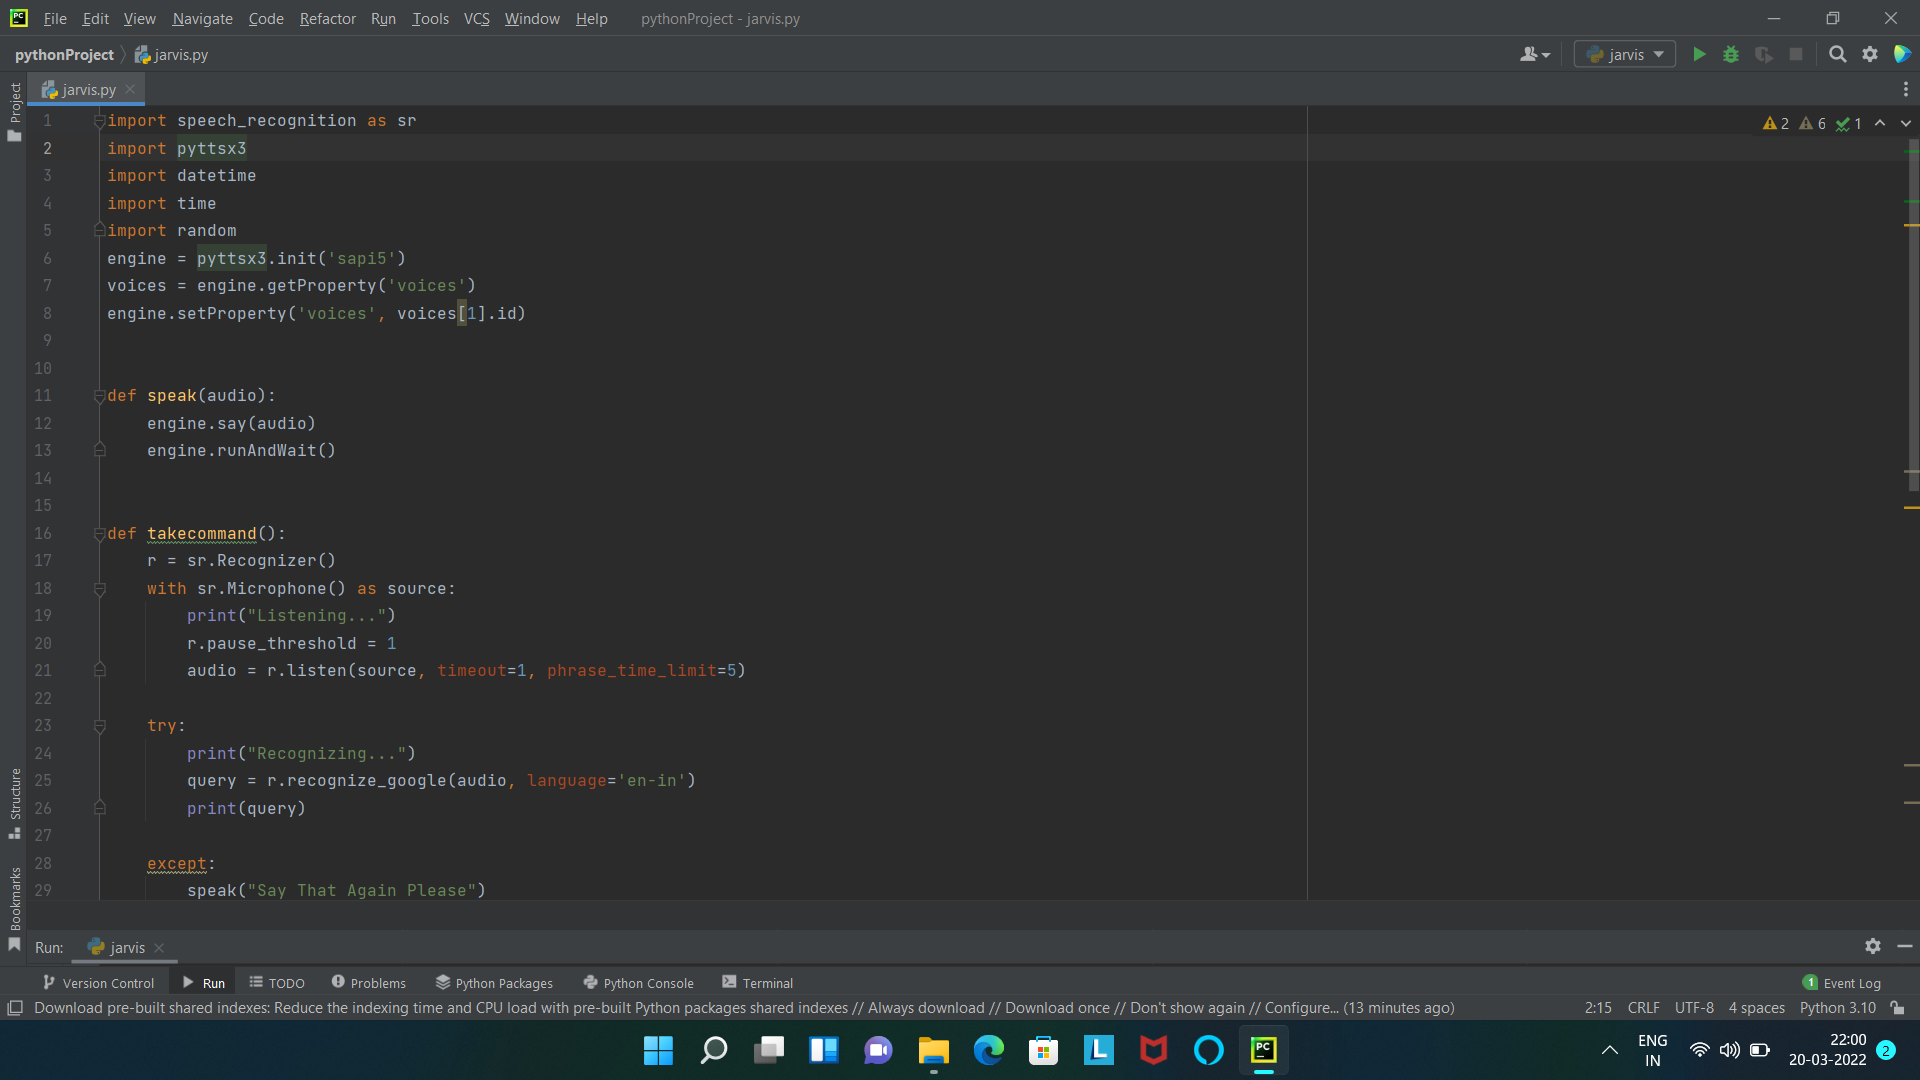 File Edit View Navigate Code Refactor Run Tools VCS Window Help pythonProject - jarvis.py
pythonProject jarvis.py jarvis
jarvis.py
Project
2 6 1
1 import speech_recognition as sr
2 import pyttsx3
3 import datetime
4 import time
5 import random
6 engine = pyttsx3.init('sapi5')
7 voices = engine.getProperty('voices')
8 engine.setProperty('voices', voices[1].id)
9
10
11 def speak(audio):
12     engine.say(audio)
13     engine.runAndWait()
14
15
16 def takecommand():
17     r = sr.Recognizer()
18     with sr.Microphone() as source:
19         print("Listening...")
20         r.pause_threshold = 1
21         audio = r.listen(source, timeout=1, phrase_time_limit=5)
22
23     try:
24         print("Recognizing...")
25         query = r.recognize_google(audio, language='en-in')
26         print(query)
27
28     except:
29         speak("Say That Again Please")
Structure
Bookmarks
Run: jarvis
Version Control Run TODO Problems Python Packages Python Console Terminal 1 Event Log
Download pre-built shared indexes: Reduce the indexing time and CPU load with pre-built Python packages shared indexes // Always download // Download once // Don't show again // Configure... (13 minutes ago) 2:15 CRLF UTF-8 4 spaces Python 3.10
ENG 22:00
IN 20-03-2022 2